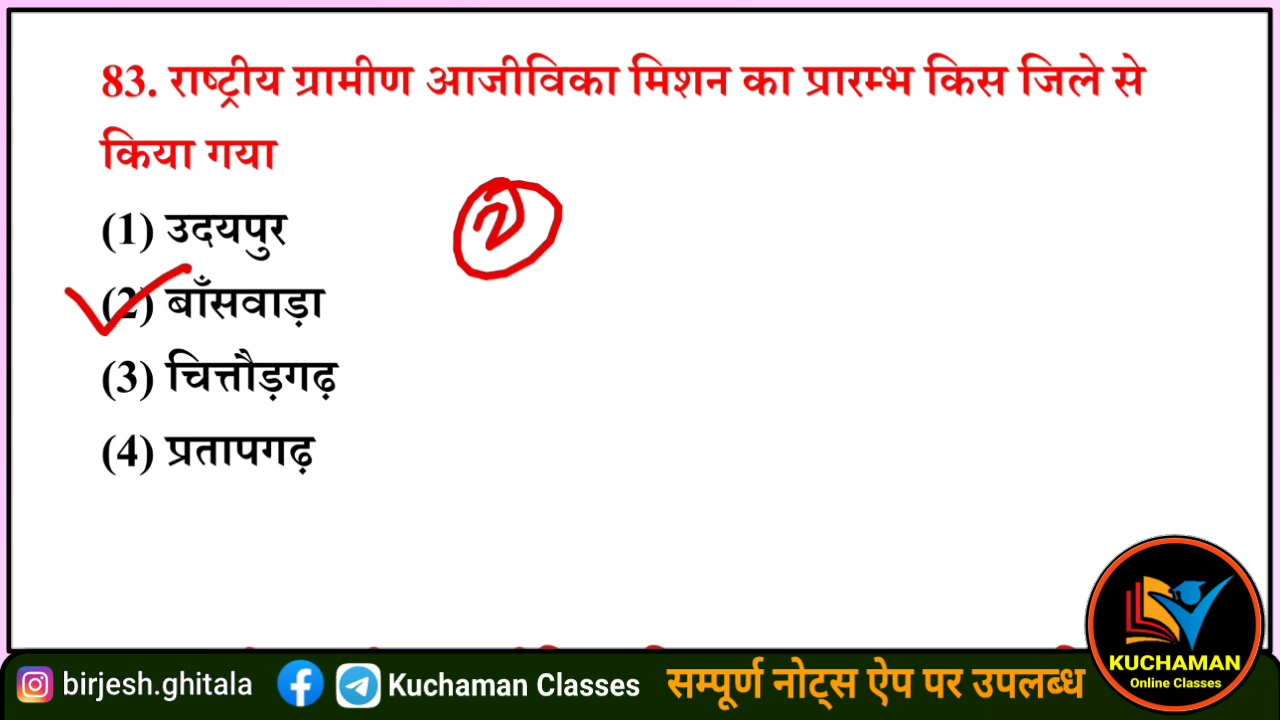 83. राष्ट्रीय ग्रामीण आजीविका मिशन का प्रारम्भ किस जिले से
किया गया
(1) उदयपुर
2
(2) बाँसवाड़ा
(3) चित्तौड़गढ़
(4) प्रतापगढ़
KUCHAMAN
Online Classes
birjesh.ghitala
Kuchaman Classes
सम्पूर्ण नोट्स ऐप पर उपलब्ध